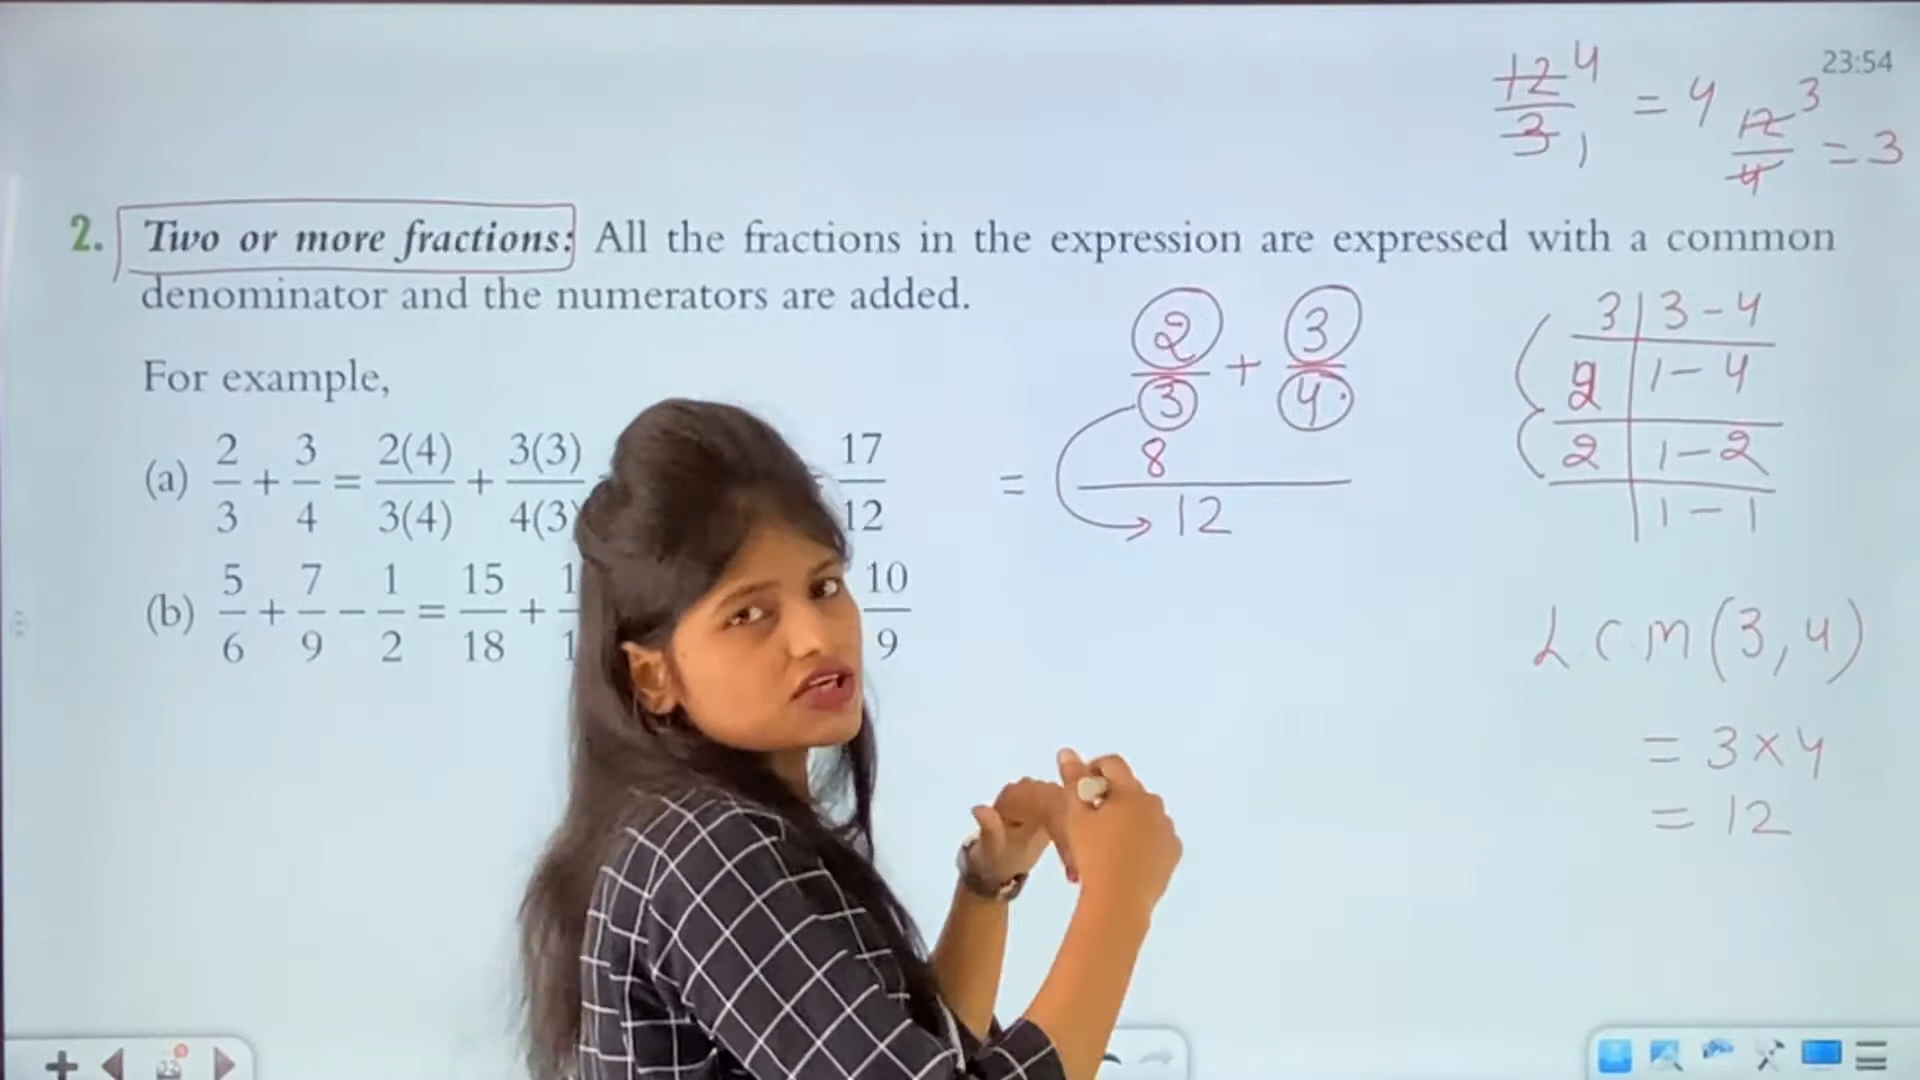 23:54
12 4
3 1
= 4
12 3
4
= 3
2. Two or more fractions: All the fractions in the expression are expressed with a common
denominator and the numerators are added.
For example,
(a) 2/3 + 3/4 = 2(4)/3(4) + 3(3)/4(3) 17/12
(b) 5/6 + 7/9 − 1/2 = 15/18 + 10/9
2/3 + 3/4
= 8/12
3 | 3 - 4
2 | 1 - 4
2 | 1 - 2
| 1 - 1
L.C.M(3,4)
= 3×4
= 12